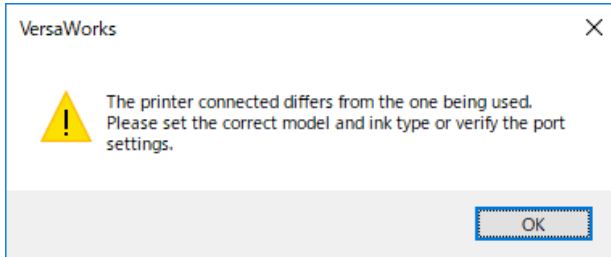 VersaWorks
The printer connected differs from the one being used.
Please set the correct model and ink type or verify the port
settings.
OK